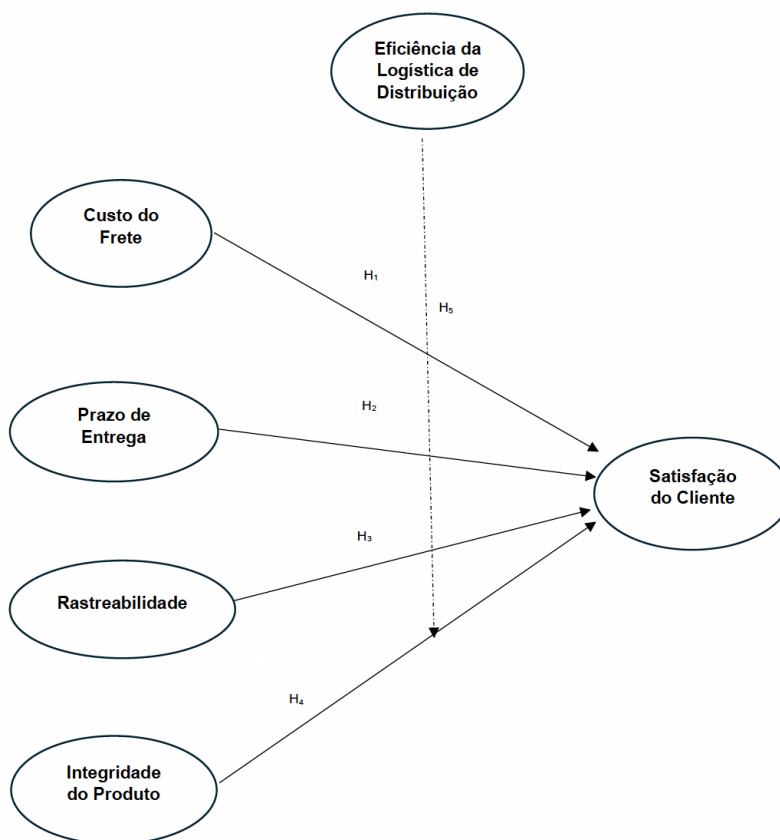 Eficiência da
Logística de
Distribuição
Custo do
Frete
H₁
H₅
Prazo de
Entrega
H₂
Satisfação
do Cliente
H₃
Rastreabilidade
H₄
Integridade
do Produto